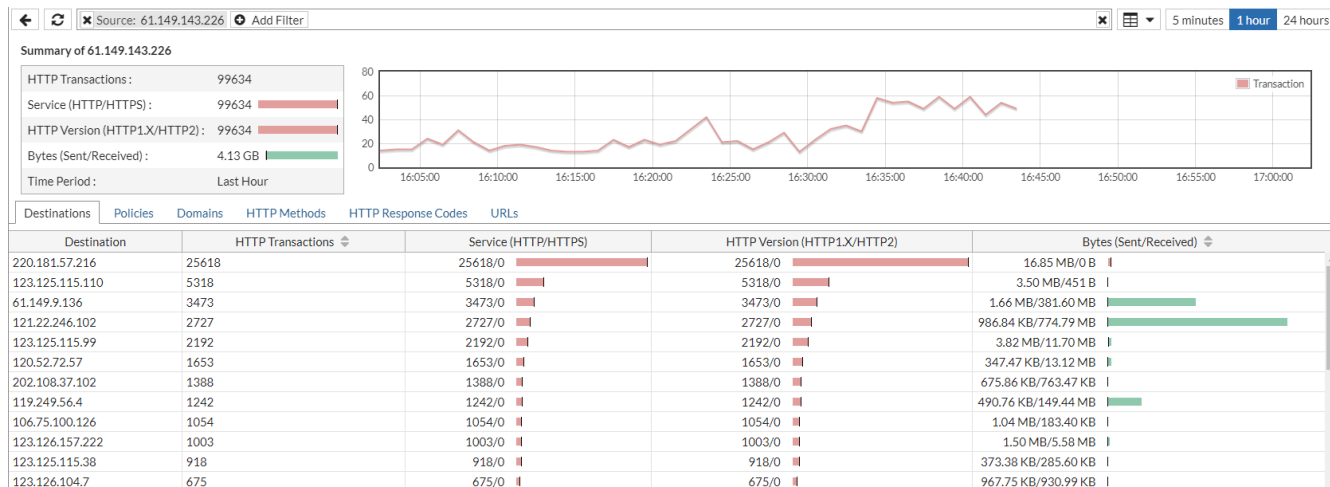 Source: 61.149.143.226 Add Filter 5 minutes 1 hour 24 hours
Summary of 61.149.143.226
HTTP Transactions : 99634
Service (HTTP/HTTPS) : 99634
HTTP Version (HTTP1.X/HTTP2) : 99634
Bytes (Sent/Received) : 4.13 GB
Time Period : Last Hour
80
60
40
20
0
Transaction
16:05:00 16:10:00 16:15:00 16:20:00 16:25:00 16:30:00 16:35:00 16:40:00 16:45:00 16:50:00 16:55:00 17:00:00
Destinations Policies Domains HTTP Methods HTTP Response Codes URLs
Destination HTTP Transactions Service (HTTP/HTTPS) HTTP Version (HTTP1.X/HTTP2) Bytes (Sent/Received)
220.181.57.216 25618 25618/0 25618/0 16.85 MB/0 B
123.125.115.110 5318 5318/0 5318/0 3.50 MB/451 B
61.149.9.136 3473 3473/0 3473/0 1.66 MB/381.60 MB
121.22.246.102 2727 2727/0 2727/0 986.84 KB/774.79 MB
123.125.115.99 2192 2192/0 2192/0 3.82 MB/11.70 MB
120.52.72.57 1653 1653/0 1653/0 347.47 KB/13.12 MB
202.108.37.102 1388 1388/0 1388/0 675.86 KB/763.47 KB
119.249.56.4 1242 1242/0 1242/0 490.76 KB/149.44 MB
106.75.100.126 1054 1054/0 1054/0 1.04 MB/183.40 KB
123.126.157.222 1003 1003/0 1003/0 1.50 MB/5.58 MB
123.125.115.38 918 918/0 918/0 373.38 KB/285.60 KB
123.126.104.7 675 675/0 675/0 967.75 KB/930.99 KB